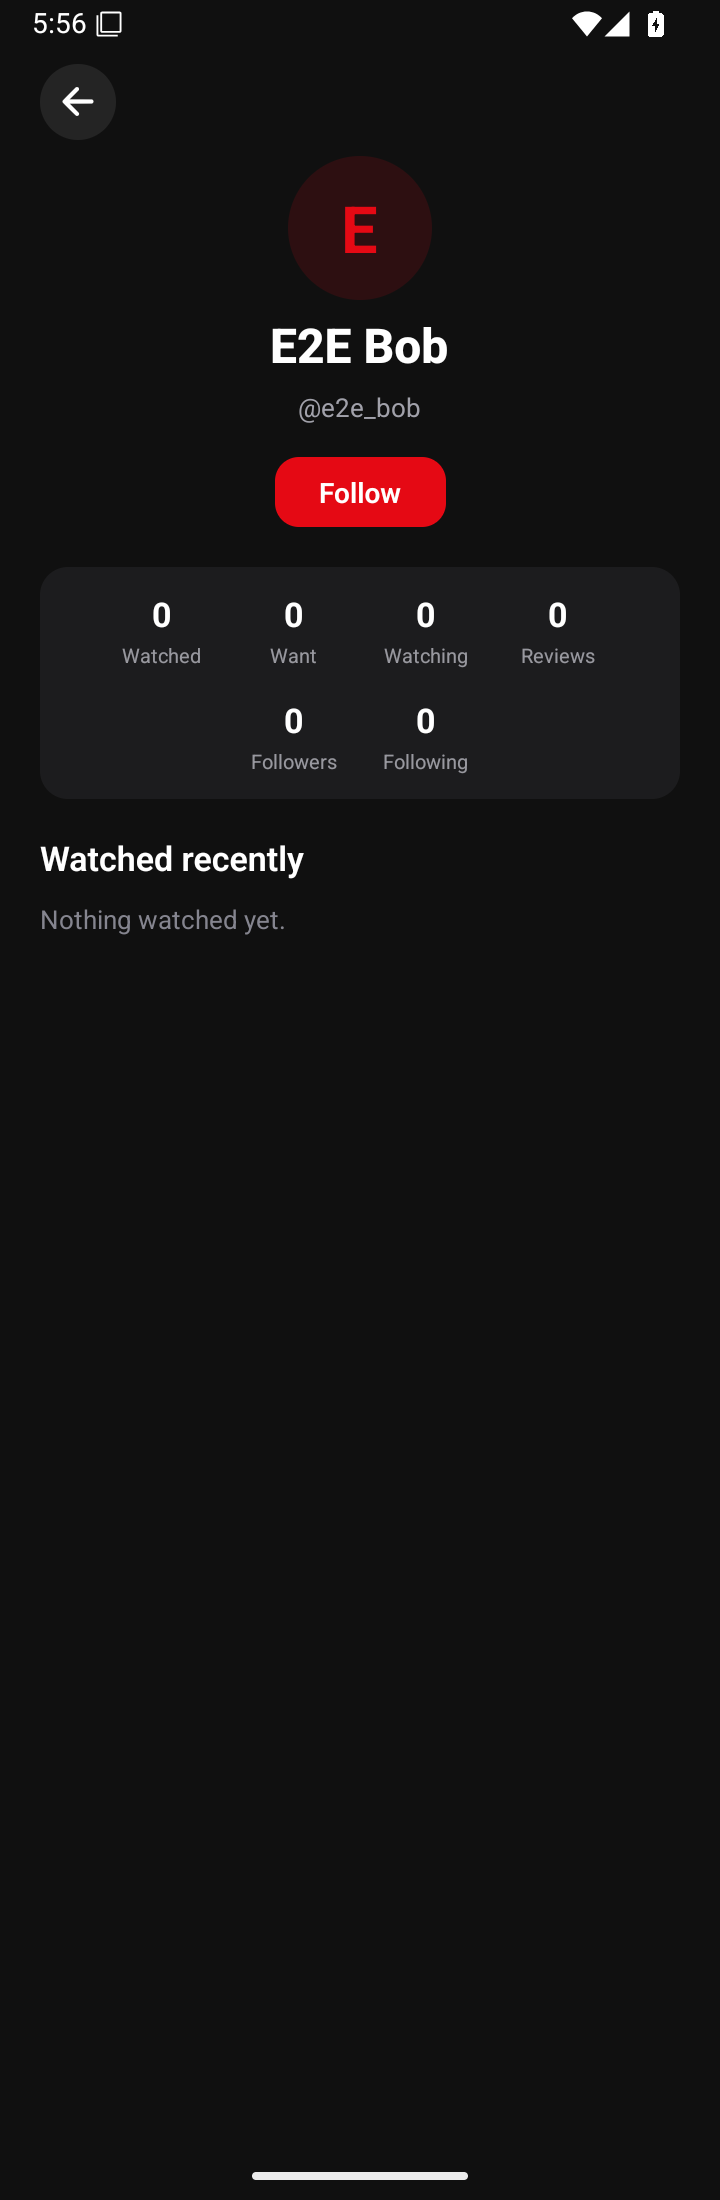 5:56
E
E2E Bob
@e2e_bob
Follow
0 0 0 0
Watched Want Watching Reviews
0 0
Followers Following
Watched recently
Nothing watched yet.